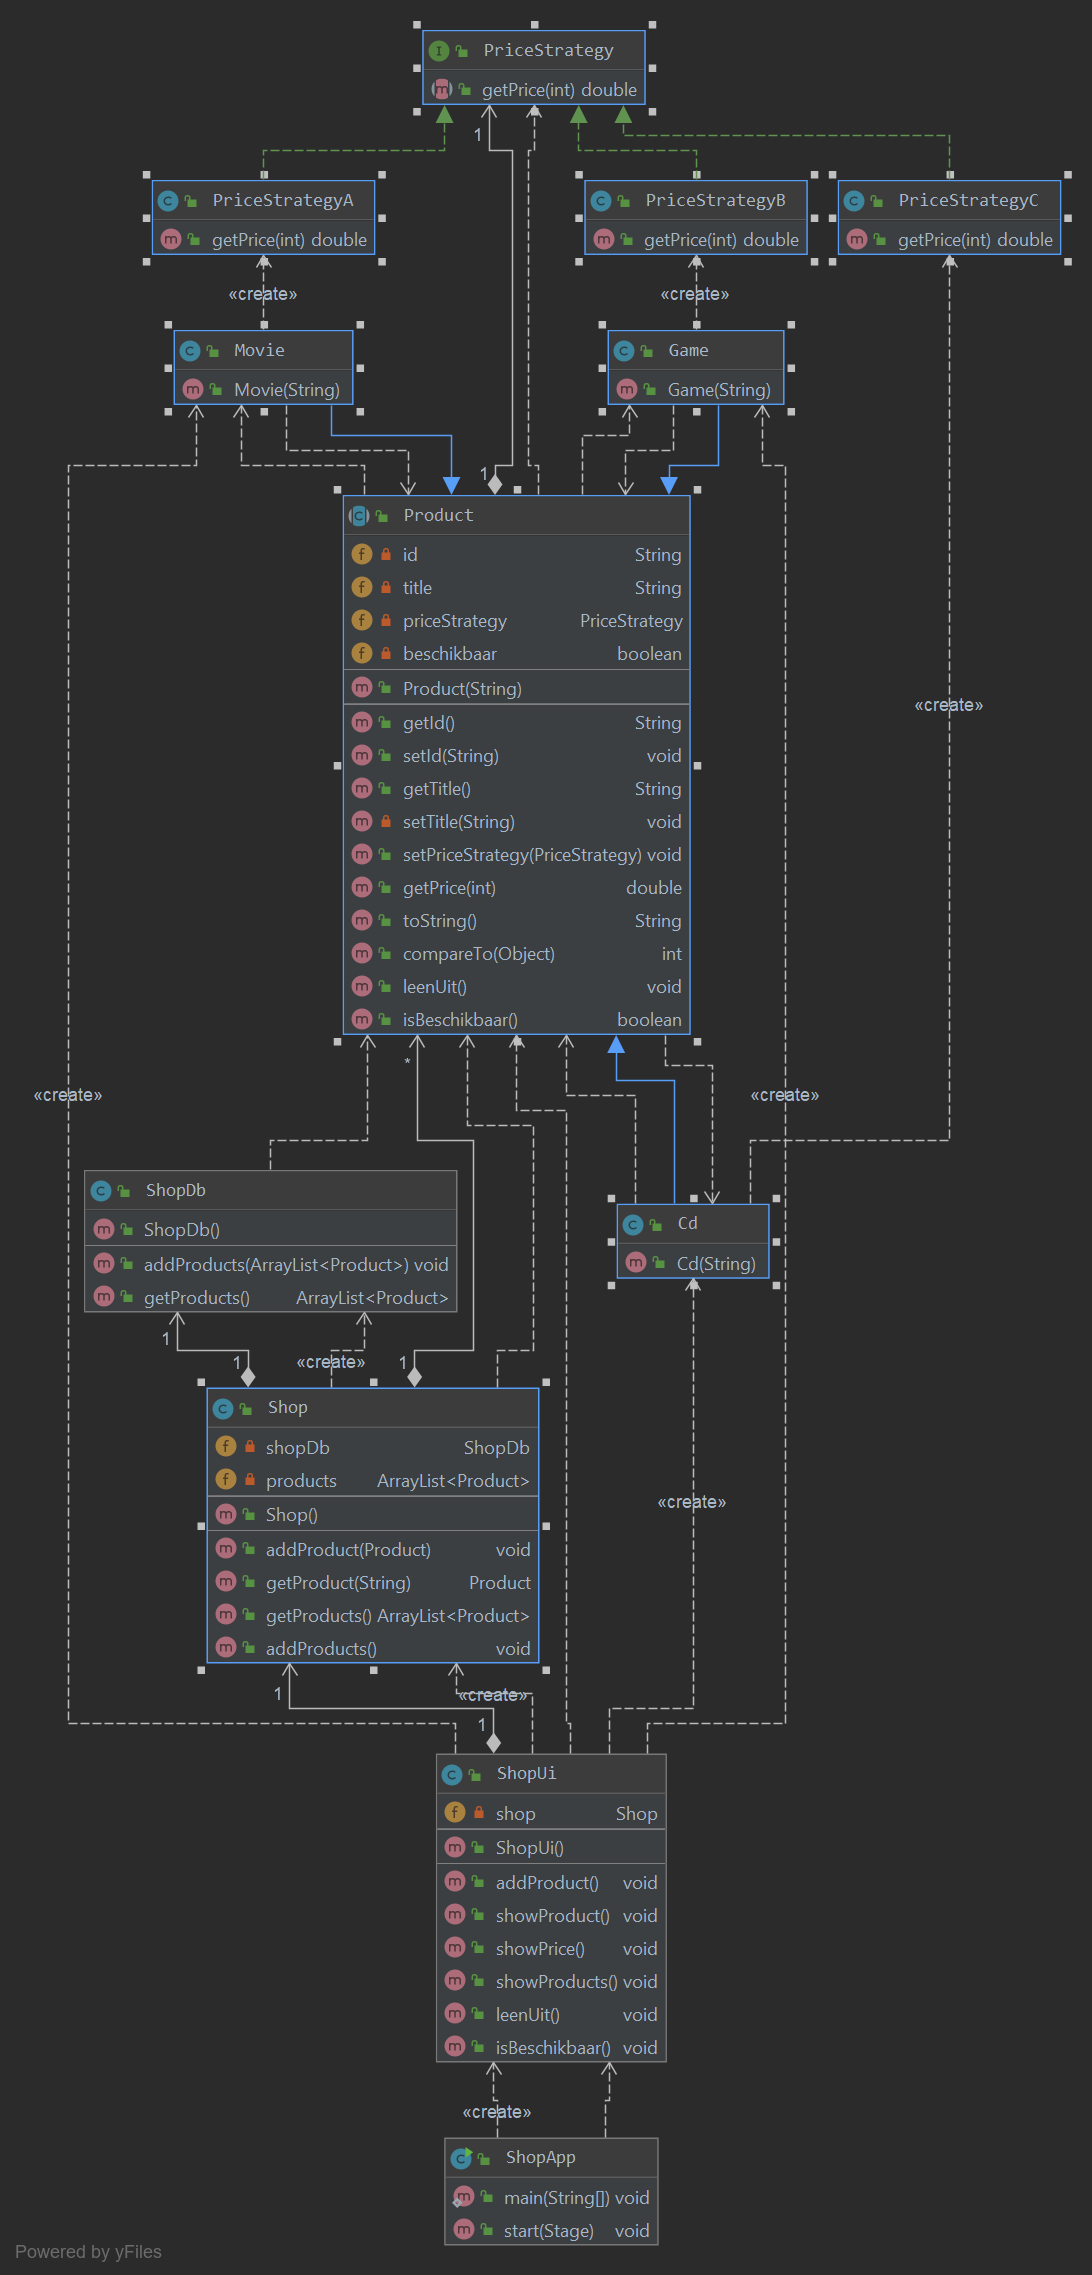 PriceStrategy
getPrice(int) double
1
PriceStrategyA
getPrice(int) double
PriceStrategyB
getPrice(int) double
PriceStrategyC
getPrice(int) double
«create»
«create»
Movie
Movie(String)
Game
Game(String)
1
Product
id String
title String
priceStrategy PriceStrategy
beschikbaar boolean
Product(String)
getId() String
setId(String) void
getTitle() String
setTitle(String) void
setPriceStrategy(PriceStrategy) void
getPrice(int) double
toString() String
compareTo(Object) int
leenUit() void
isBeschikbaar() boolean
«create»
*
«create»
«create»
ShopDb
ShopDb()
addProducts(ArrayList<Product>) void
getProducts() ArrayList<Product>
Cd
Cd(String)
1
1
«create»
1
Shop
shopDb ShopDb
products ArrayList<Product>
Shop()
addProduct(Product) void
getProduct(String) Product
getProducts() ArrayList<Product>
addProducts() void
«create»
1
«create»
1
ShopUi
shop Shop
ShopUi()
addProduct() void
showProduct() void
showPrice() void
showProducts() void
leenUit() void
isBeschikbaar() void
«create»
ShopApp
main(String[]) void
start(Stage) void
Powered by yFiles